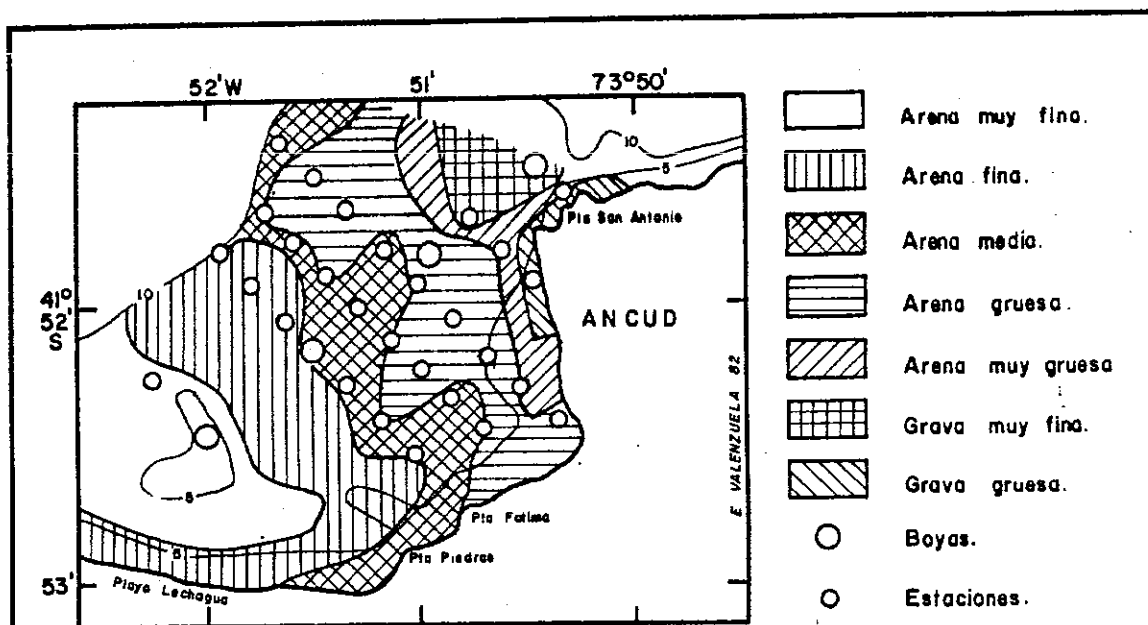 52'W 51' 73°50'
10
5
Pta San Antonio
10
41°
52'
S
ANCUD
5
5
Pta Fatima
Pta Piedras
53'
Playa Lechagua
E VALENZUELA 82
Arena muy fina.
Arena fina.
Arena media.
Arena gruesa.
Arena muy gruesa
Grava muy fina.
Grava gruesa.
Boyas.
Estaciones.